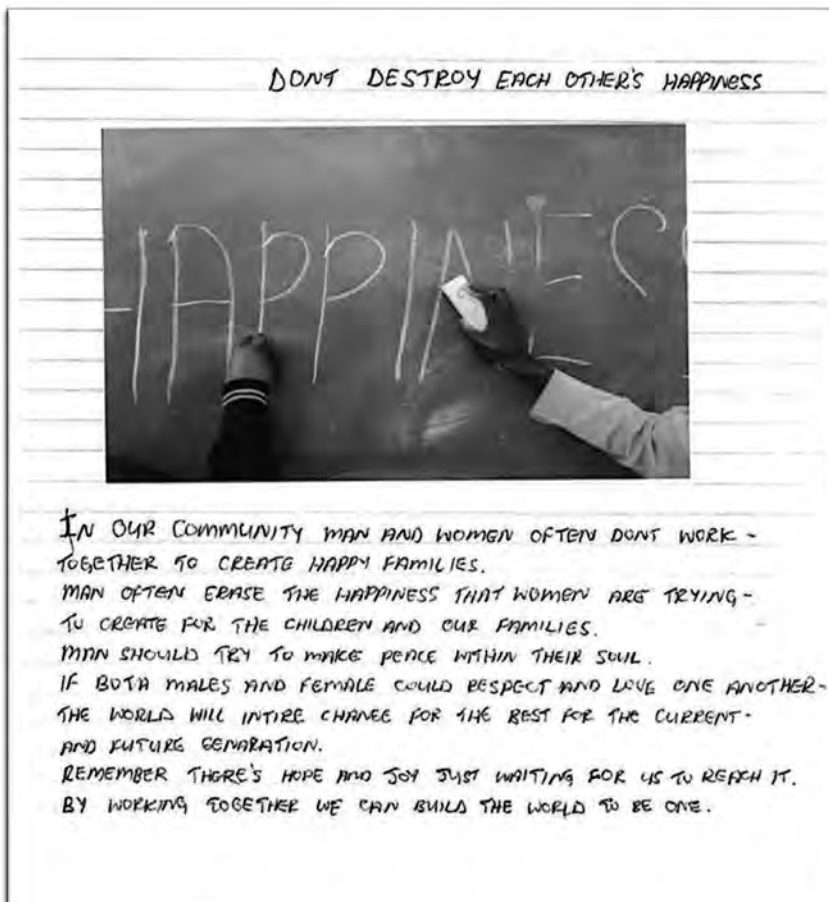 DONT DESTROY EACH OTHER'S HAPPINESS
HAPPINESS
IN OUR COMMUNITY MAN AND WOMEN OFTEN DONT WORK -
TOGETHER TO CREATE HAPPY FAMILIES.
MAN OFTEN ERASE THE HAPPINESS THAT WOMEN ARE TRYING -
TO CREATE FOR THE CHILDREN AND OUR FAMILIES.
MAN SHOULD TRY TO MAKE PEACE WITHIN THEIR SOUL.
IF BOTH MALES AND FEMALE COULD RESPECT AND LOVE ONE ANOTHER -
THE WORLD WILL INTIRE CHANGE FOR THE BEST FOR THE CURRENT -
AND FUTURE GENARATION.
REMEMBER THERE'S HOPE AND JOY JUST WAITING FOR US TO REACH IT.
BY WORKING TOGETHER WE CAN BUILD THE WORLD TO BE ONE.